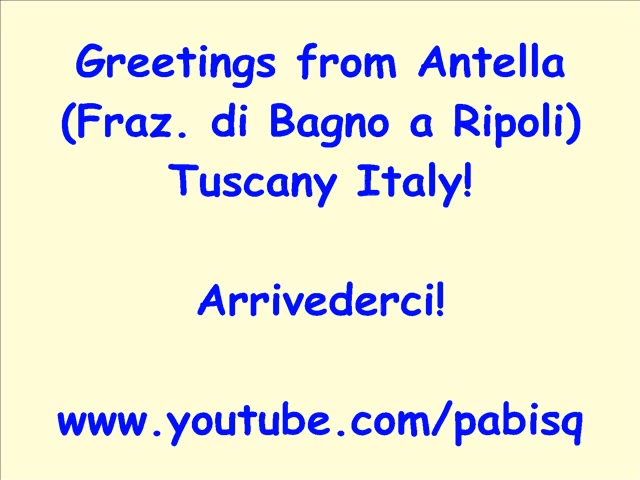 Greetings from Antella
(Fraz. di Bagno a Ripoli)
Tuscany Italy!
Arrivederci!
www.youtube.com/pabisq